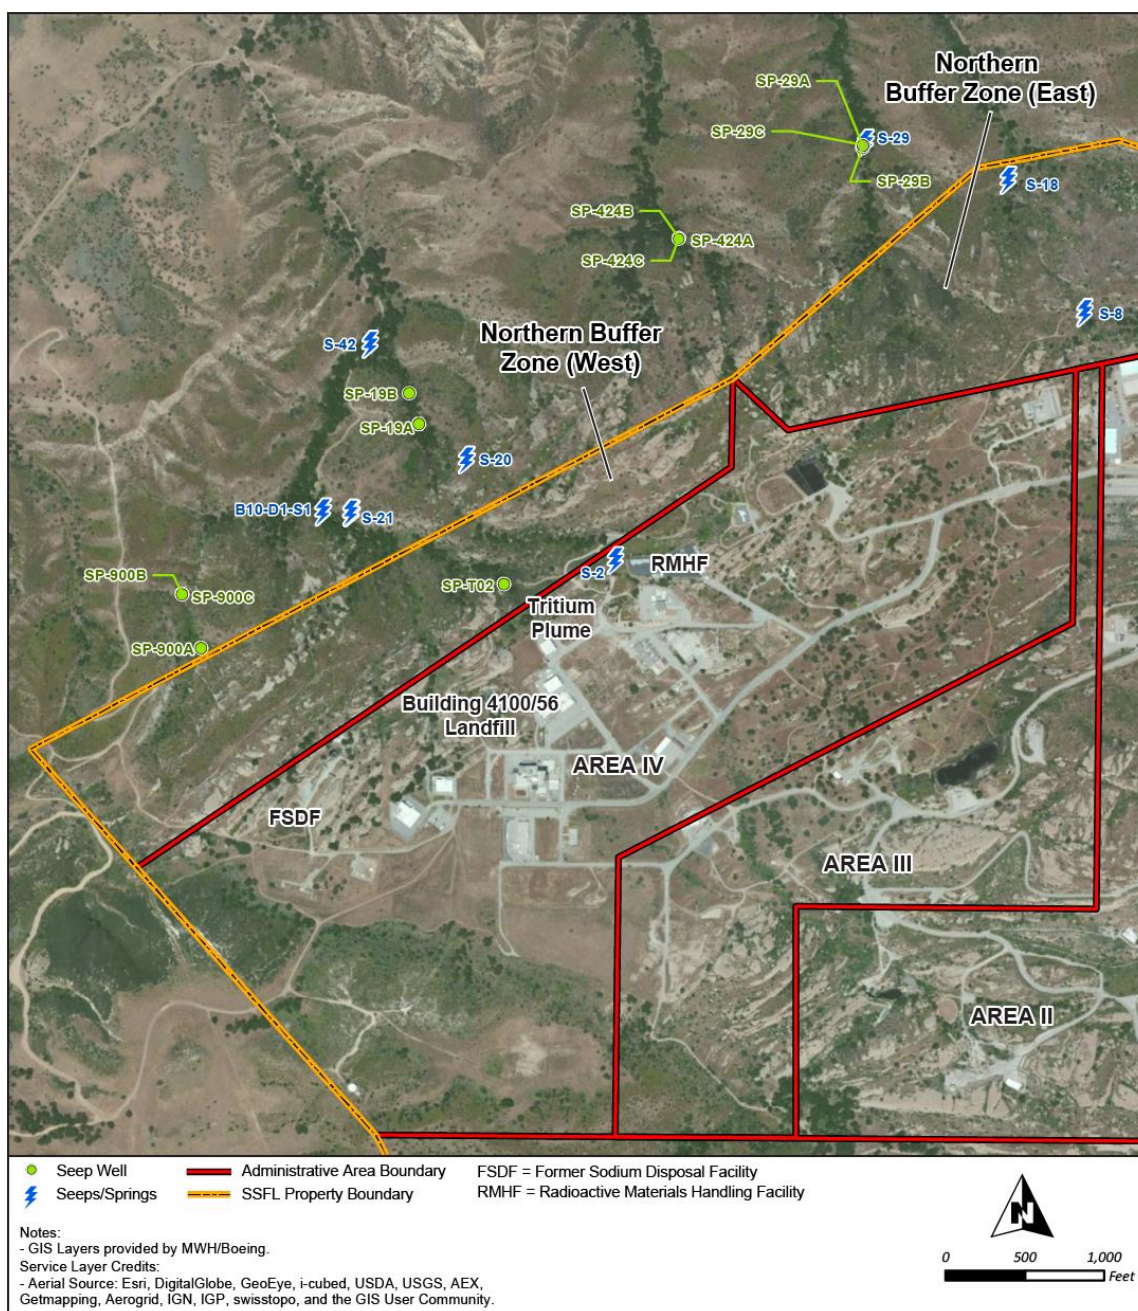 Northern
Buffer Zone (East)
SP-29A
SP-29C
S-29
SP-29B
S-18
SP-424B
SP-424A
SP-424C
S-8
Northern Buffer
Zone (West)
S-42
SP-19B
SP-19A
S-20
B10-D1-S1
S-21
SP-900B
SP-900C
SP-T02
S-2
RMHF
Tritium
Plume
SP-900A
Building 4100/56
Landfill
AREA IV
FSDF
AREA III
AREA II
Seep Well
Seeps/Springs
Administrative Area Boundary
SSFL Property Boundary
FSDF = Former Sodium Disposal Facility
RMHF = Radioactive Materials Handling Facility
Notes:
- GIS Layers provided by MWH/Boeing.
Service Layer Credits:
- Aerial Source: Esri, DigitalGlobe, GeoEye, i-cubed, USDA, USGS, AEX,
Getmapping, Aerogrid, IGN, IGP, swisstopo, and the GIS User Community.
N
0 500 1,000
Feet